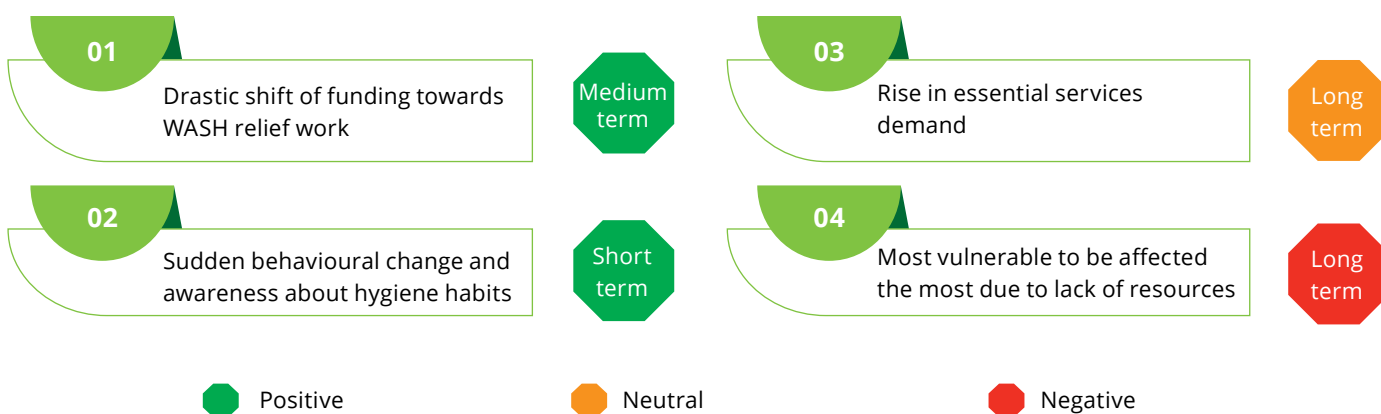 01
Drastic shift of funding towards
WASH relief work
Medium
term
02
Sudden behavioural change and
awareness about hygiene habits
Short
term
03
Rise in essential services
demand
Long
term
04
Most vulnerable to be affected
the most due to lack of resources
Long
term
Positive
Neutral
Negative